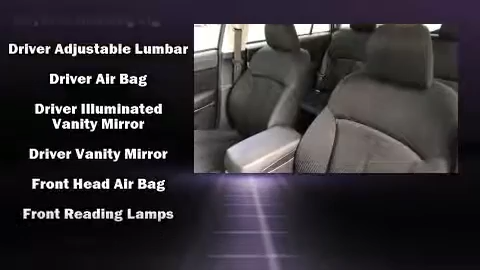 Driver Adjustable Lumbar
Driver Air Bag
Driver Illuminated
Vanity Mirror
Driver Vanity Mirror
Front Head Air Bag
Front Reading Lamps